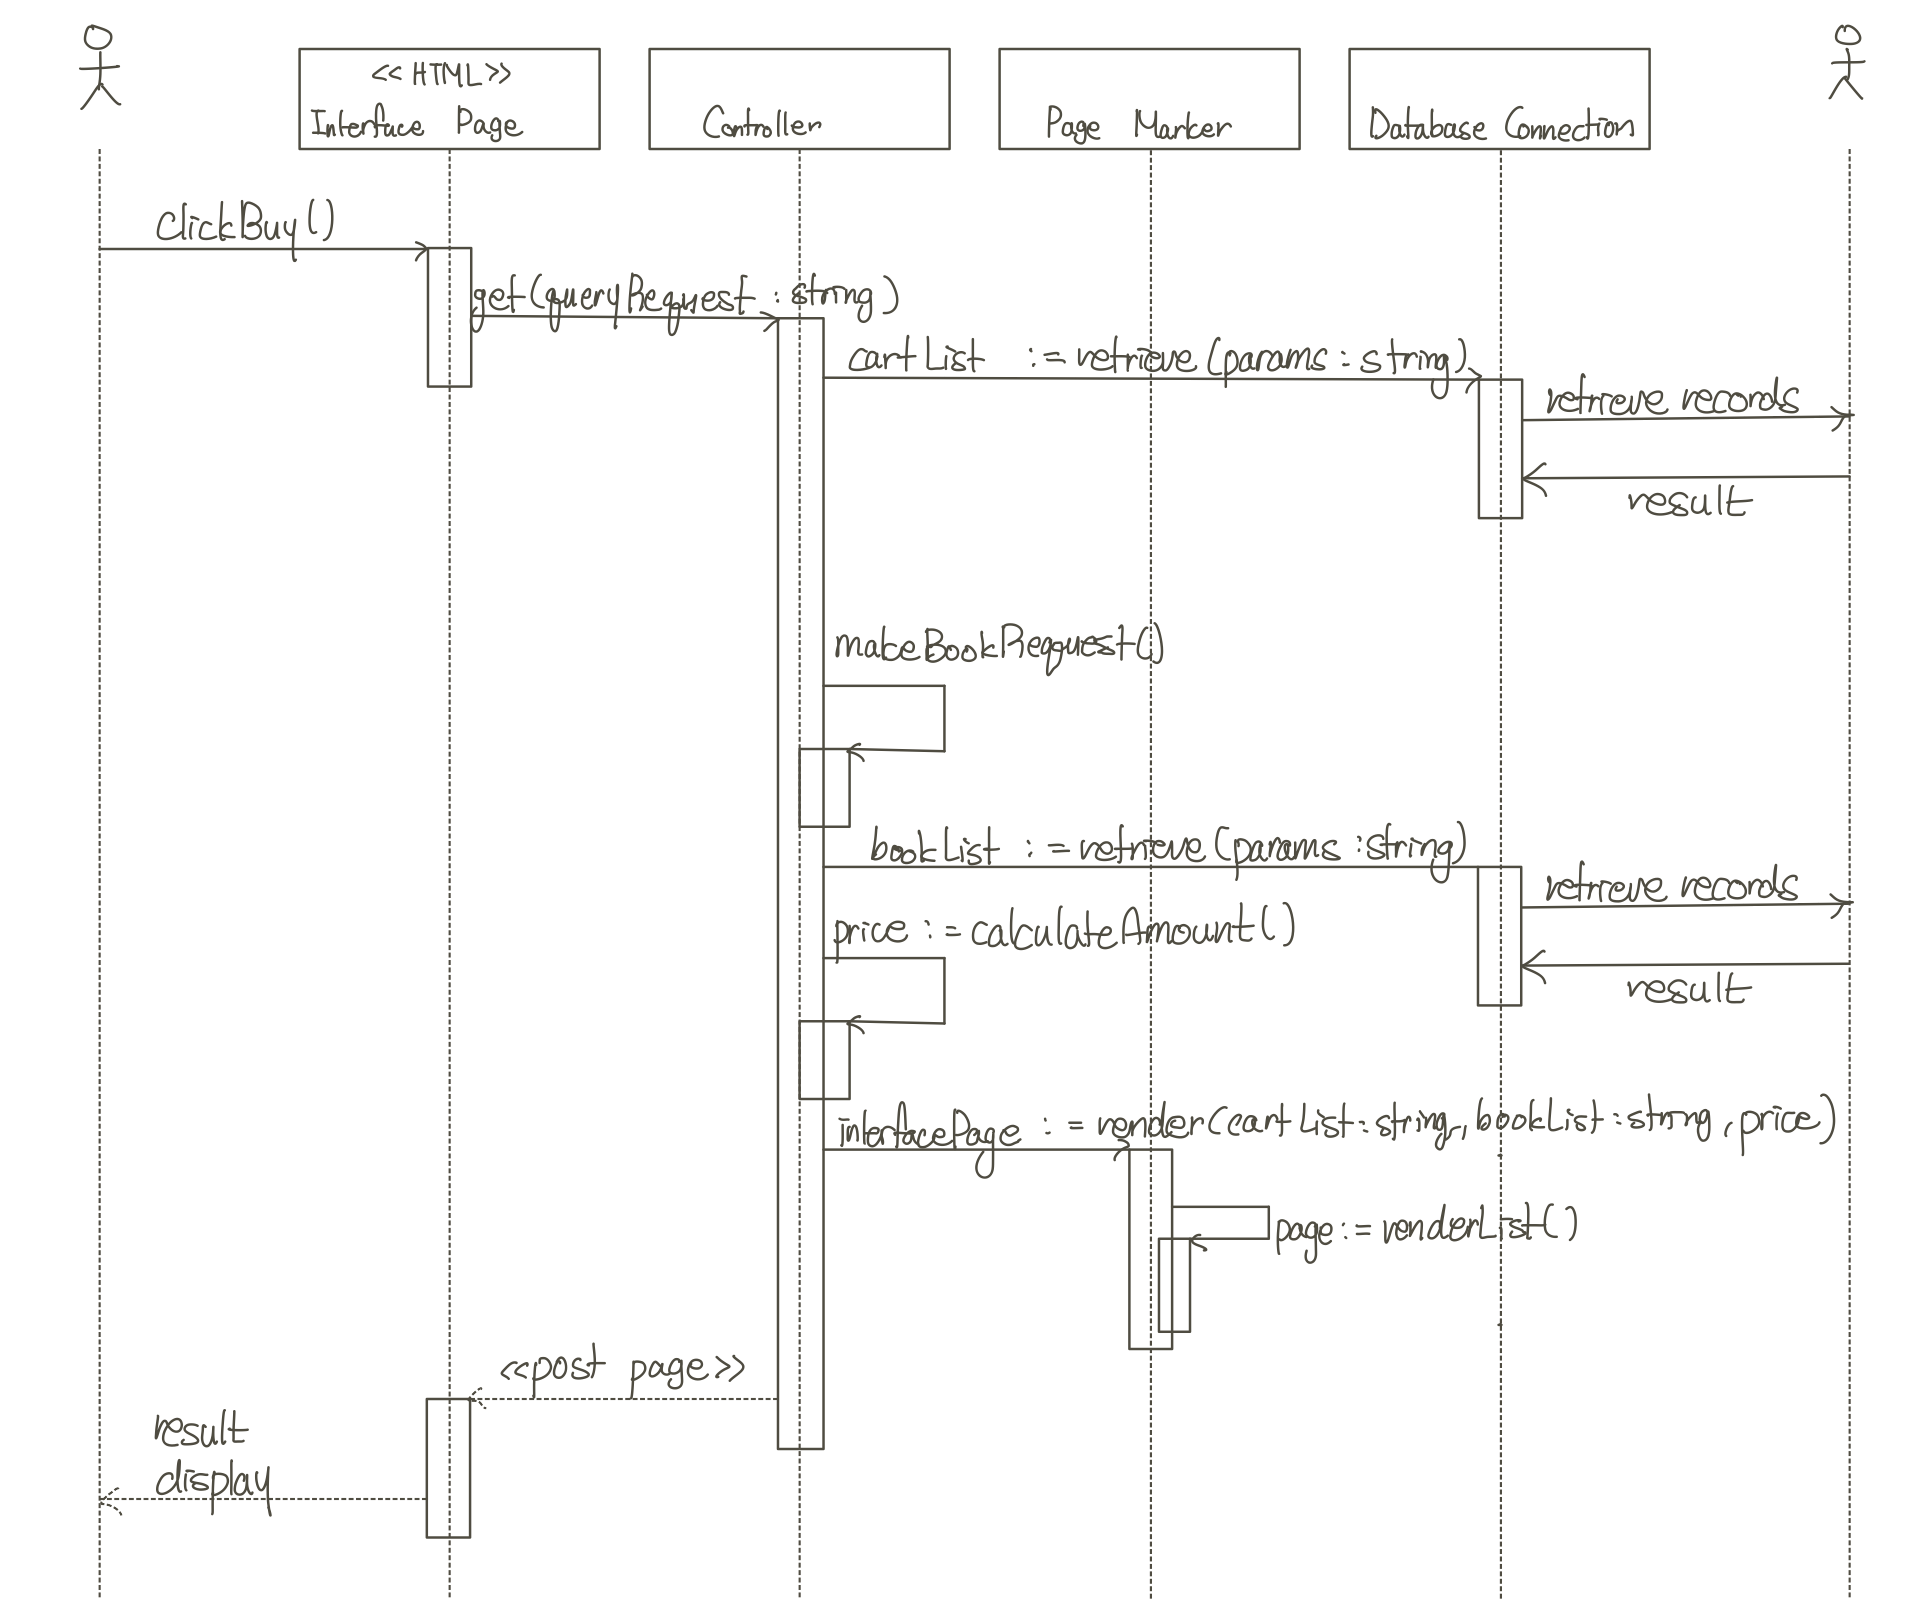 << HTML >>
Interface Page
Controller
Page Marker
Database Connection
clickBuy()
get(queryRequest : string)
cartList := retrieve (params : string)
retrieve records
result
makeBookRequest()
bookList := retrieve (params :string)
retrieve records
price := calculateAmount()
result
interfacePage := render(cartList:string, bookList:string, price)
page := renderList()
<<post page>>
result
display